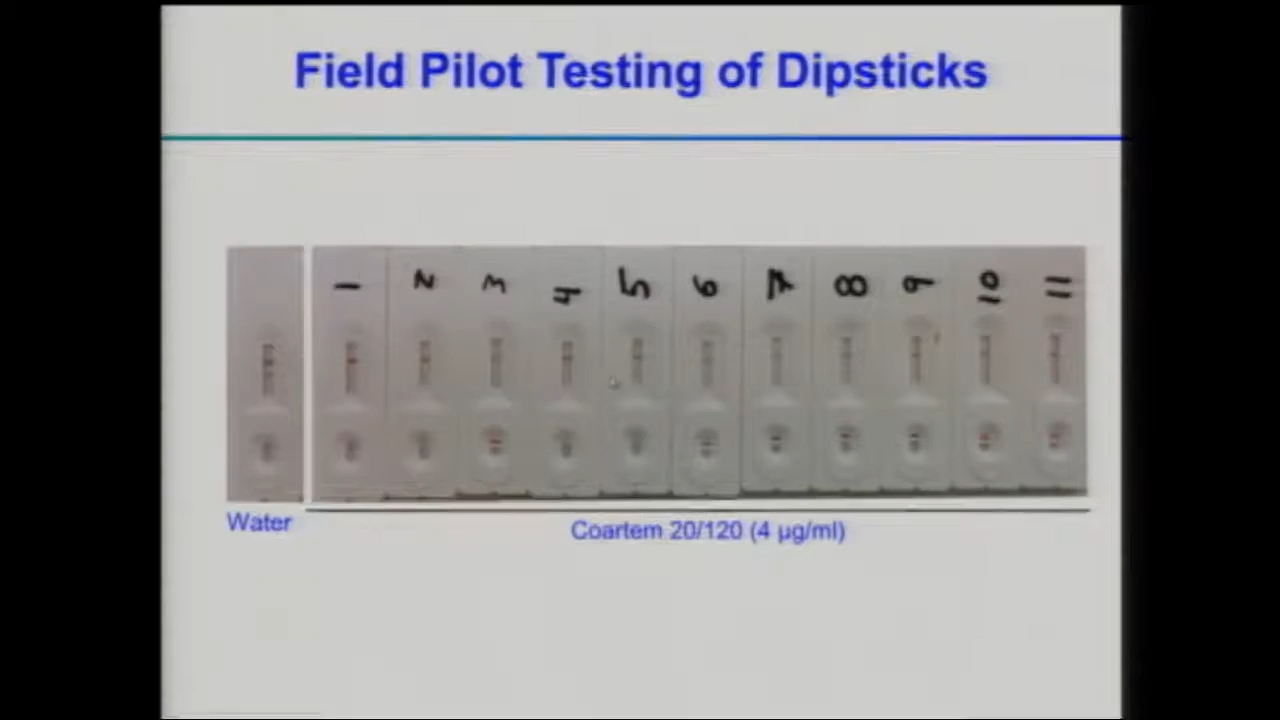 Field Pilot Testing of Dipsticks
1 2 3 4 5 6 7 8 9 10 11
Water
Coartem 20/120 (4 µg/ml)